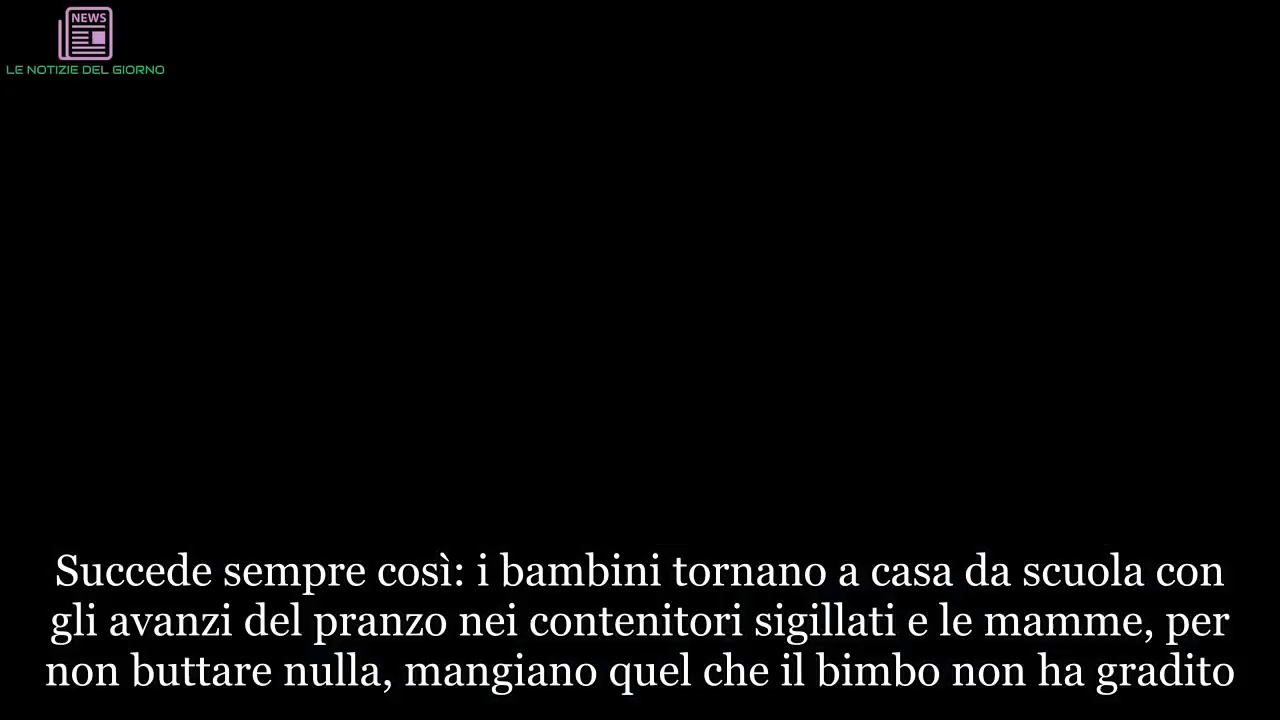 NEWS
LE NOTIZIE DEL GIORNO
Succede sempre così: i bambini tornano a casa da scuola con
gli avanzi del pranzo nei contenitori sigillati e le mamme, per
non buttare nulla, mangiano quel che il bimbo non ha gradito